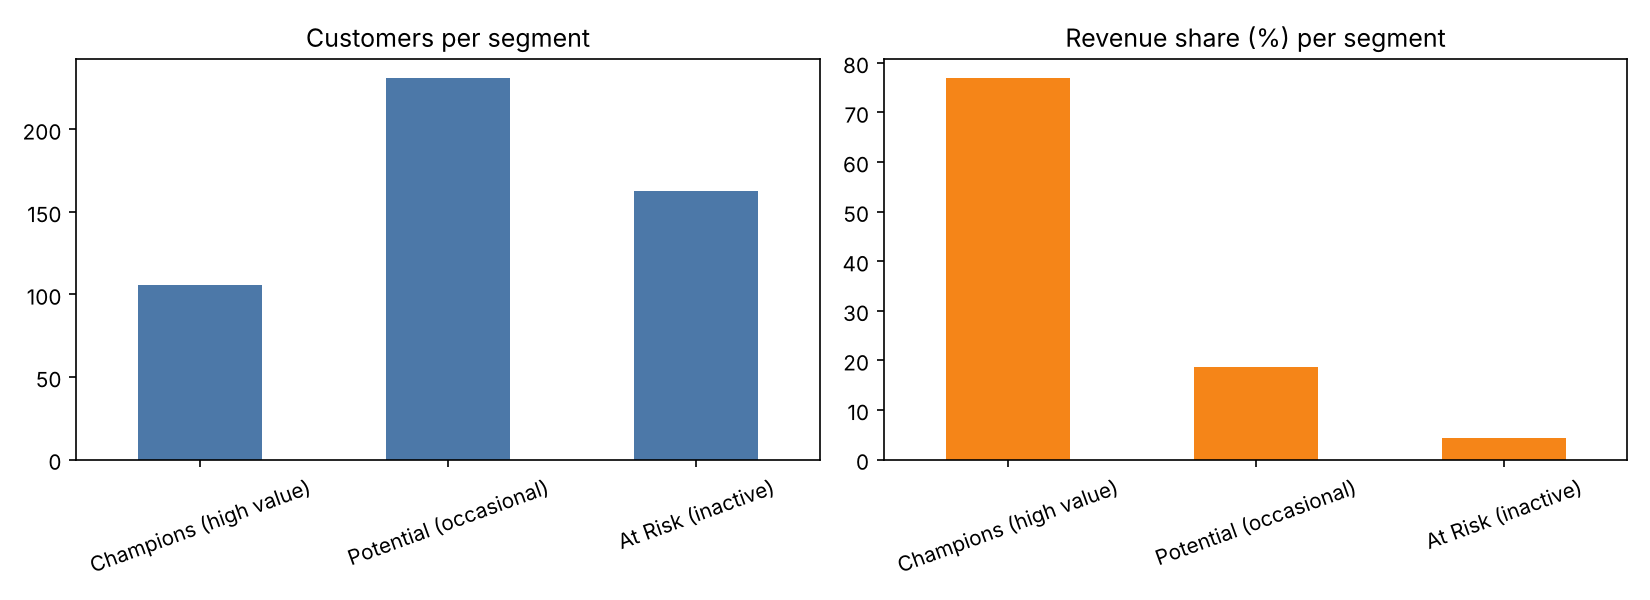 Customers per segment
200
150
100
50
0
Champions (high value)
Potential (occasional)
At Risk (inactive)
Revenue share (%) per segment
80
70
60
50
40
30
20
10
0
Champions (high value)
Potential (occasional)
At Risk (inactive)